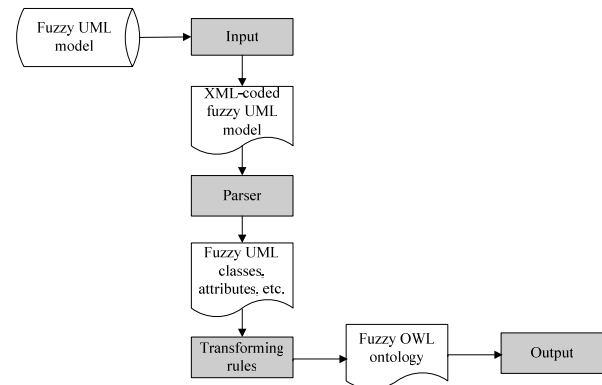 Fuzzy UML
model
Input
XML-coded
fuzzy UML
model
Parser
Fuzzy UML
classes,
attributes, etc.
Transforming
rules
Fuzzy OWL
ontology
Output